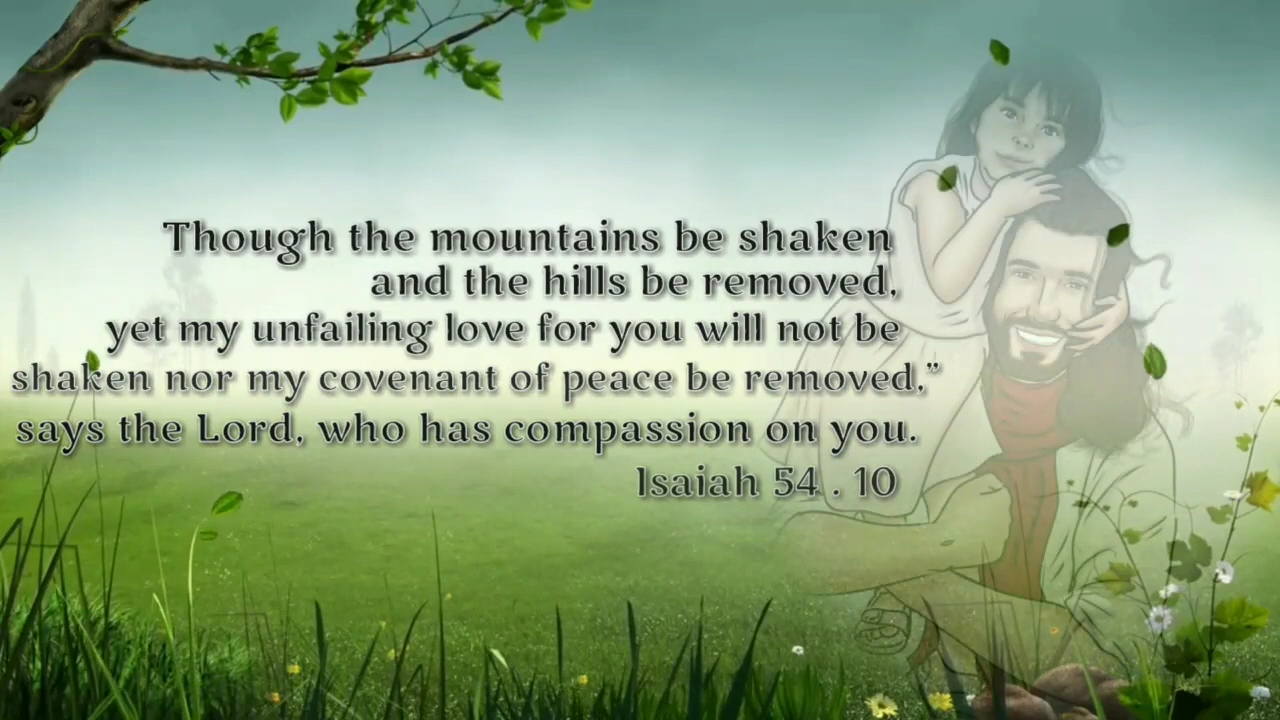 Though the mountains be shaken
and the hills be removed,
yet my unfailing love for you will not be
shaken nor my covenant of peace be removed,”
says the Lord, who has compassion on you.
Isaiah 54 . 10